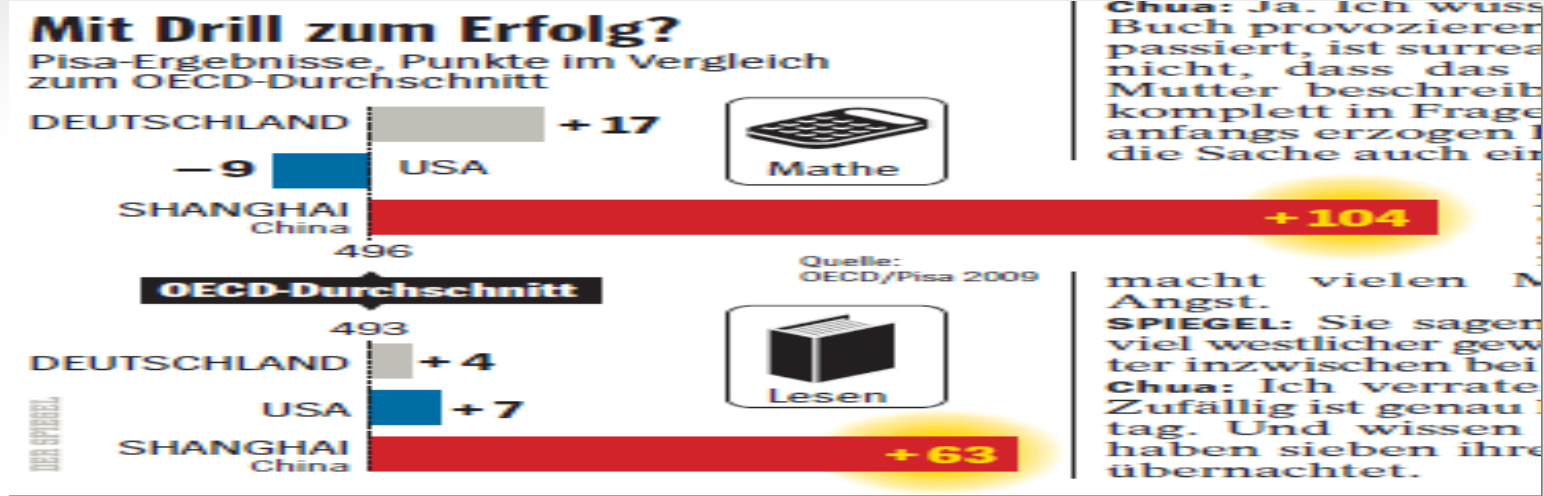 Mit Drill zum Erfolg?
Pisa-Ergebnisse, Punkte im Vergleich
zum OECD-Durchschnitt
DEUTSCHLAND +17
–9 USA
SHANGHAI +104
China
496
Mathe
Quelle:
OECD/Pisa 2009
OECD-Durchschnitt
493
DEUTSCHLAND +4
USA +7
SHANGHAI +63
China
Lesen
DER SPIEGEL
Chua: Ja. Ich
Buch
passiert, ist
nicht, dass das
Mutter
komplett in
anfangs erzogen
die Sache auch
macht vielen
Angst.
SPIEGEL: Sie
viel westlicher
ter inzwischen bei
Chua: Ich
Zufällig ist genau
tag. Und wissen
haben sieben
übernachtet.